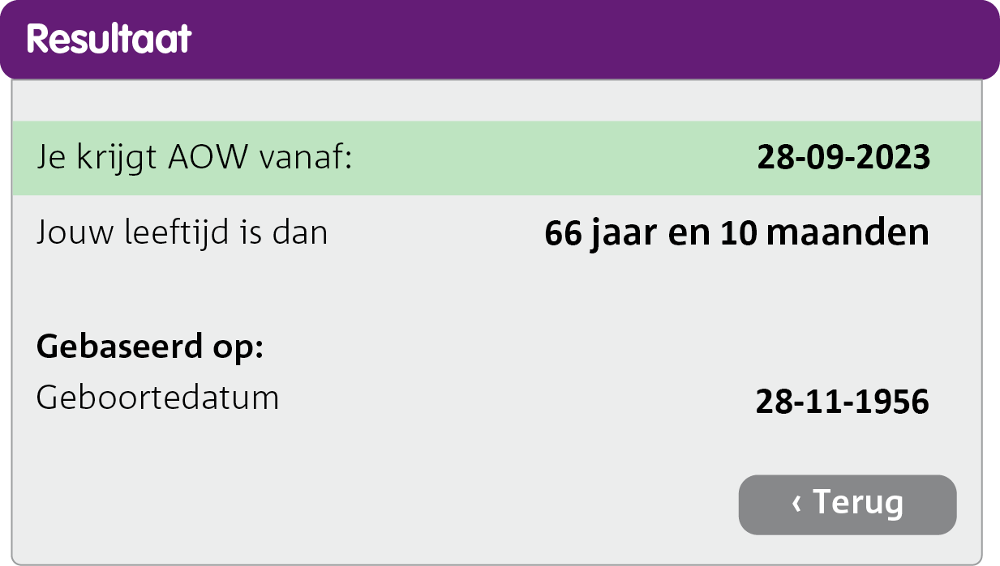 Resultaat
Je krijgt AOW vanaf: 28-09-2023
Jouw leeftijd is dan 66 jaar en 10 maanden
Gebaseerd op:
Geboortedatum 28-11-1956
‹ Terug